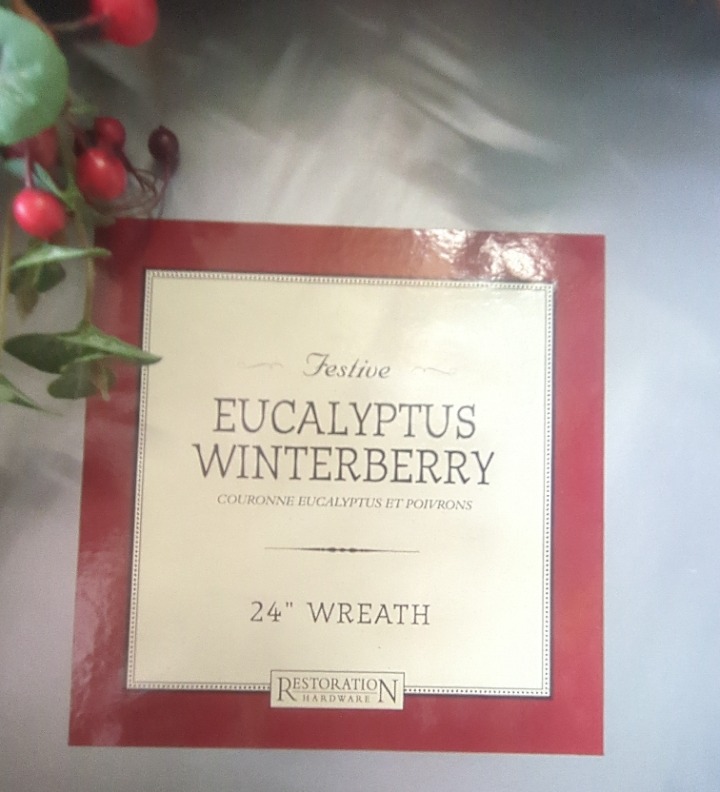 Festive
EUCALYPTUS
WINTERBERRY
COURONNE EUCALYPTUS ET POIVRONS
24" WREATH
RESTORATION
HARDWARE